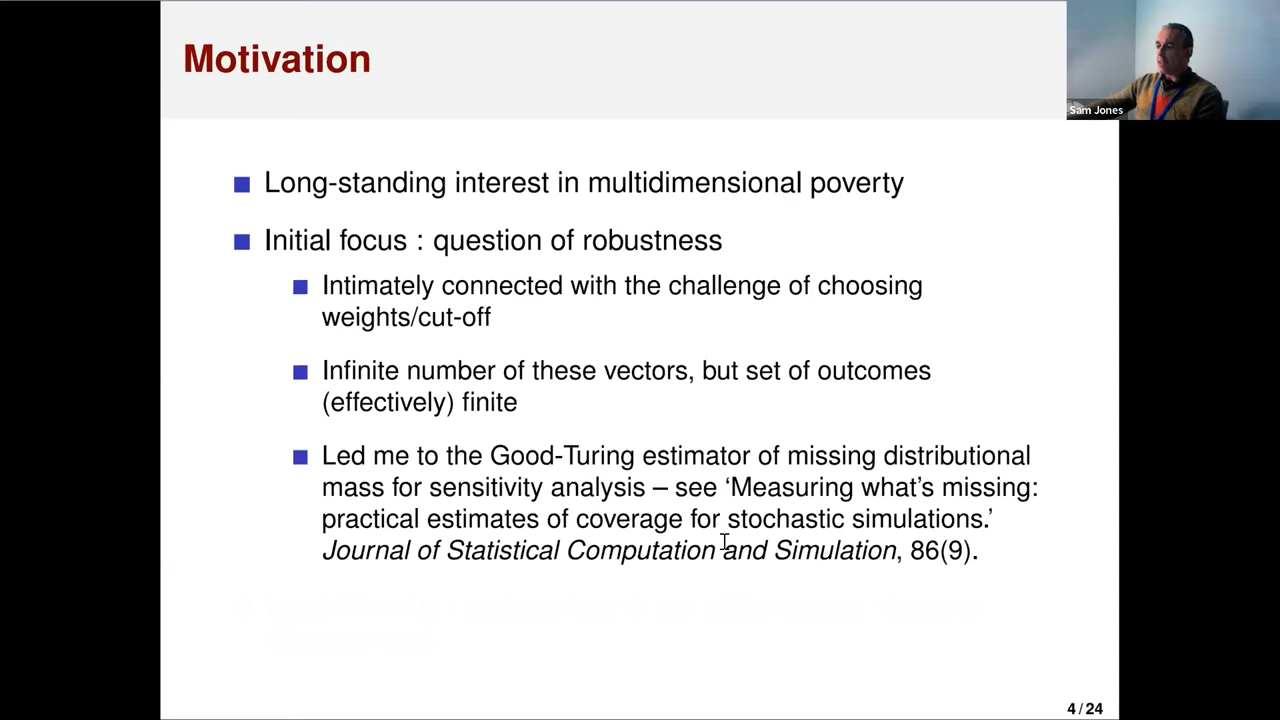 Motivation
Sam Jones
Long-standing interest in multidimensional poverty
Initial focus : question of robustness
Intimately connected with the challenge of choosing
weights/cut-off
Infinite number of these vectors, but set of outcomes
(effectively) finite
Led me to the Good-Turing estimator of missing distributional
mass for sensitivity analysis – see ‘Measuring what’s missing:
practical estimates of coverage for stochastic simulations.’
Journal of Statistical Computation and Simulation, 86(9).
4 / 24